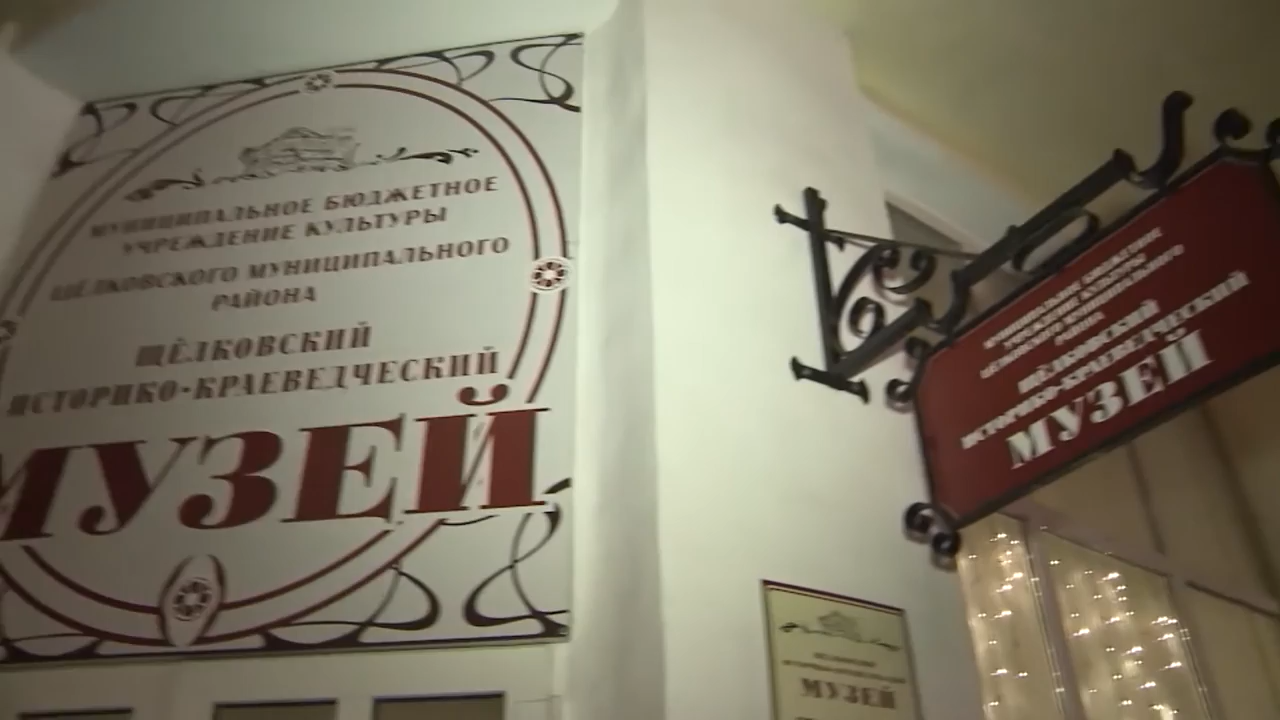 МУНИЦИПАЛЬНОЕ БЮДЖЕТНОЕ
УЧРЕЖДЕНИЕ КУЛЬТУРЫ
ЩЁЛКОВСКОГО МУНИЦИПАЛЬНОГО
РАЙОНА
ЩЁЛКОВСКИЙ
ИСТОРИКО-КРАЕВЕДЧЕСКИЙ
МУЗЕЙ
МУНИЦИПАЛЬНОЕ БЮДЖЕТНОЕ
УЧРЕЖДЕНИЕ КУЛЬТУРЫ
ЩЁЛКОВСКОГО МУНИЦИПАЛЬНОГО
РАЙОНА
ЩЁЛКОВСКИЙ
ИСТОРИКО-КРАЕВЕДЧЕСКИЙ
МУЗЕЙ
МУЗЕЙ